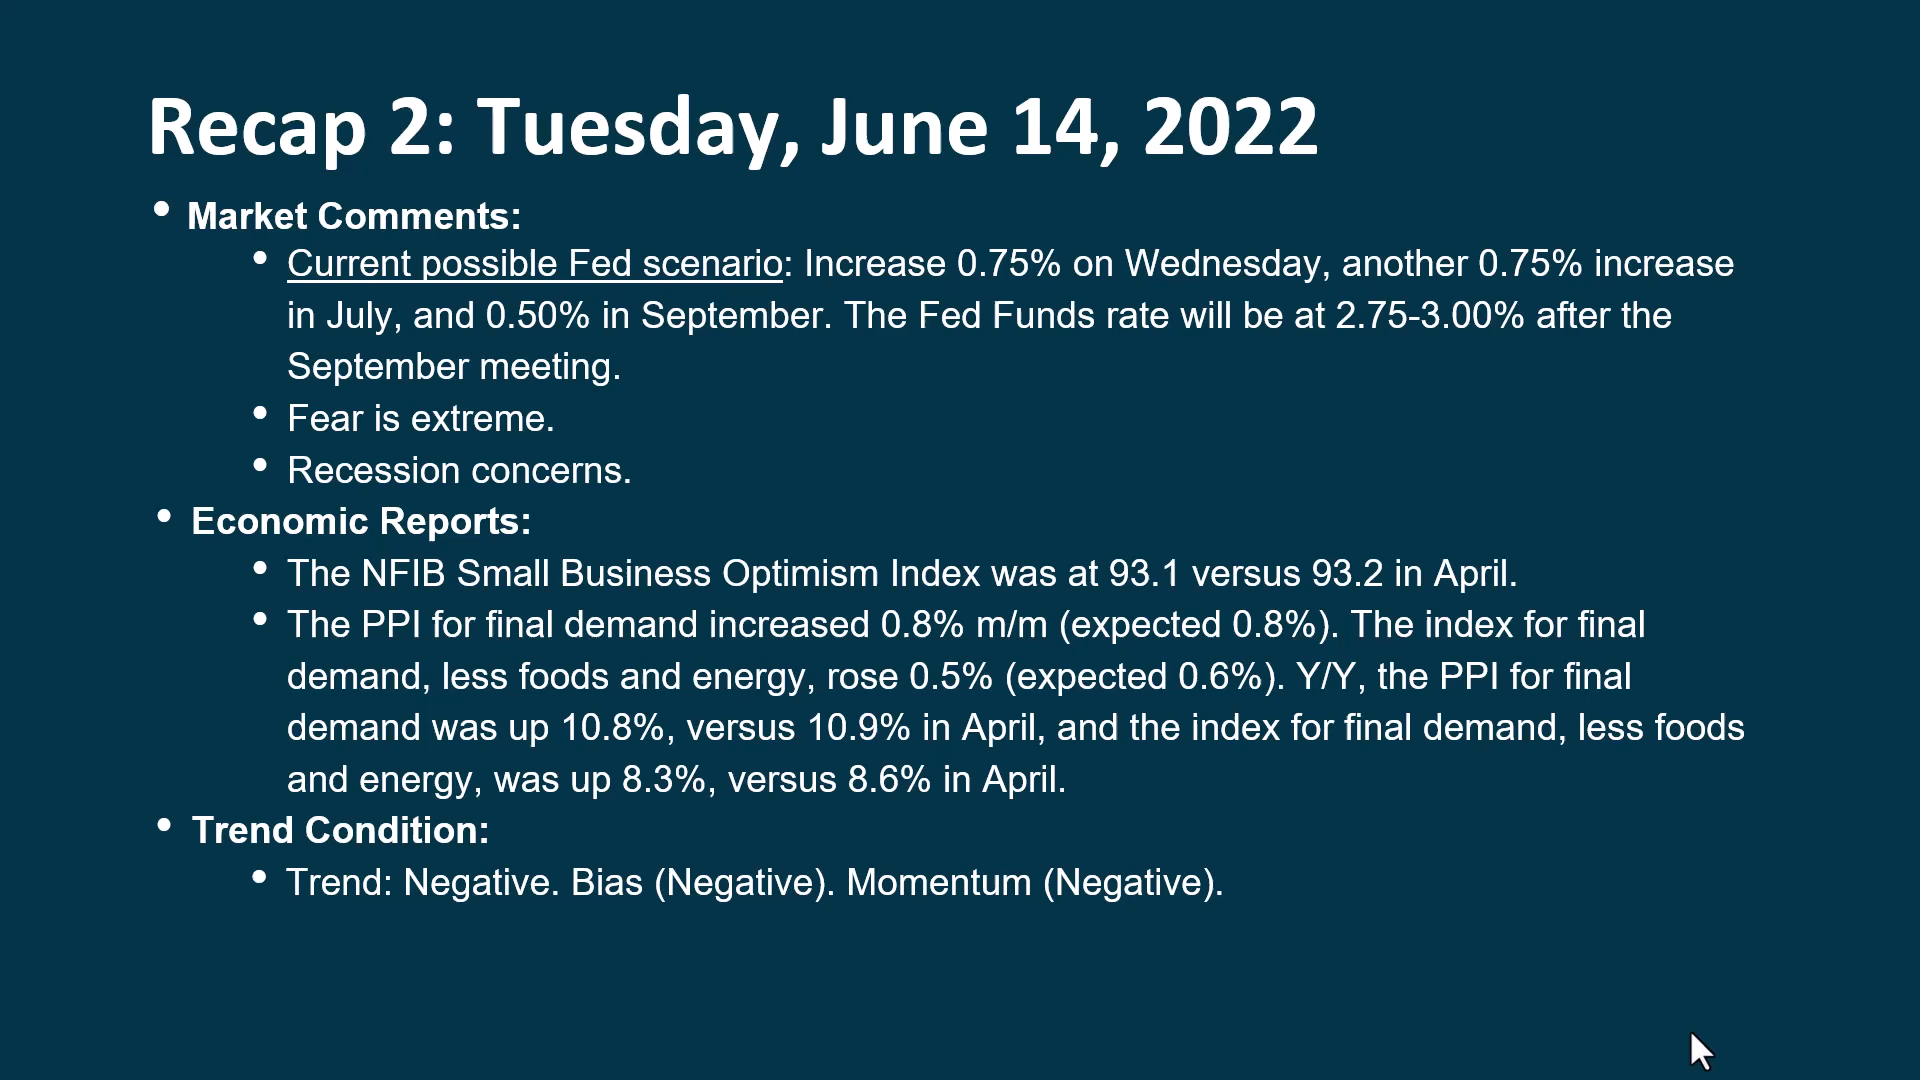 Recap 2: Tuesday, June 14, 2022
• Market Comments:
• Current possible Fed scenario: Increase 0.75% on Wednesday, another 0.75% increase
in July, and 0.50% in September. The Fed Funds rate will be at 2.75-3.00% after the
September meeting.
• Fear is extreme.
• Recession concerns.
• Economic Reports:
• The NFIB Small Business Optimism Index was at 93.1 versus 93.2 in April.
• The PPI for final demand increased 0.8% m/m (expected 0.8%). The index for final
demand, less foods and energy, rose 0.5% (expected 0.6%). Y/Y, the PPI for final
demand was up 10.8%, versus 10.9% in April, and the index for final demand, less foods
and energy, was up 8.3%, versus 8.6% in April.
• Trend Condition:
• Trend: Negative. Bias (Negative). Momentum (Negative).